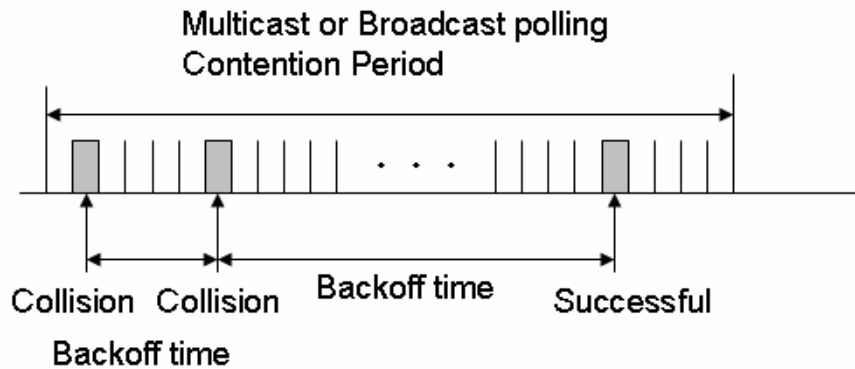 Multicast or Broadcast polling
Contention Period
. . .
Backoff time
Collision Collision Successful
Backoff time